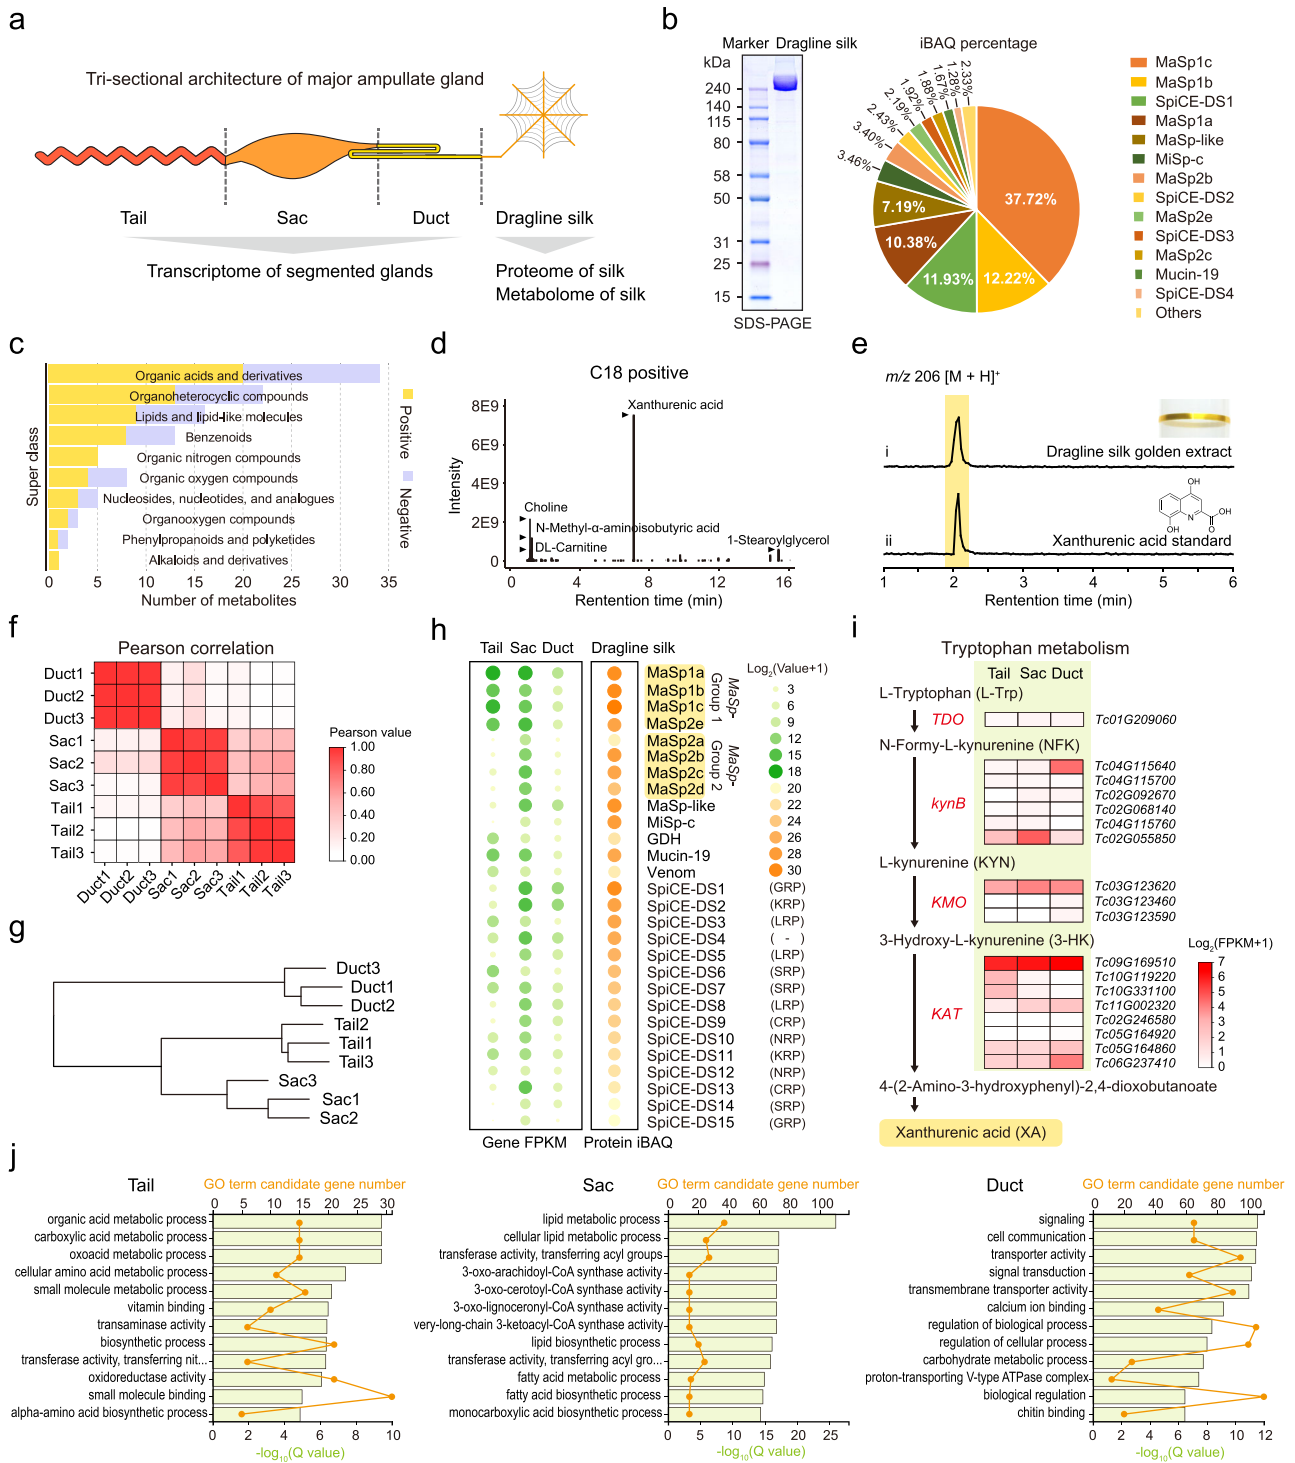 a
Tri-sectional architecture of major ampullate gland
Tail
Sac
Duct
Dragline silk
Transcriptome of segmented glands
Proteome of silk
Metabolome of silk
b
Marker Dragline silk
kDa
240
140
115
80
58
50
31
25
15
SDS-PAGE
iBAQ percentage
37.72%
12.22%
11.93%
10.38%
7.19%
3.46%
3.40%
2.43%
2.19%
1.92%
1.88%
1.67%
1.28%
2.33%
MaSp1c
MaSp1b
SpiCE-DS1
MaSp1a
MaSp-like
MiSp-c
MaSp2b
SpiCE-DS2
MaSp2e
SpiCE-DS3
MaSp2c
Mucin-19
SpiCE-DS4
Others
c
Super class
Organic acids and derivatives
Organoheterocyclic compounds
Lipids and lipid-like molecules
Benzenoids
Organic nitrogen compounds
Organic oxygen compounds
Nucleosides, nucleotides, and analogues
Organooxygen compounds
Phenylpropanoids and polyketides
Alkaloids and derivatives
0 5 10 15 20 25 30 35
Number of metabolites
Positive
Negative
d
C18 positive
Intensity
8E9
6E9
4E9
2E9
0
Xanthurenic acid
Choline
N-Methyl-α-aminoisobutyric acid
DL-Carnitine
1-Stearoylglycerol
0 4 8 12 16
Rentention time (min)
e
m/z 206 [M + H]⁺
i
Dragline silk golden extract
OH
N
OH
O
OH
ii
Xanthurenic acid standard
1 2 3 4 5 6
Rentention time (min)
f
Pearson correlation
Duct1
Duct2
Duct3
Sac1
Sac2
Sac3
Tail1
Tail2
Tail3
Duct1 Duct2 Duct3 Sac1 Sac2 Sac3 Tail1 Tail2 Tail3
Pearson value
1.00
0.80
0.60
0.40
0.20
0.00
g
Duct3
Duct1
Duct2
Tail2
Tail1
Tail3
Sac3
Sac1
Sac2
h
Tail Sac Duct
Dragline silk
MaSp1a
MaSp1b
MaSp1c
MaSp2e
MaSp2a
MaSp2b
MaSp2c
MaSp2d
MaSp-like
MiSp-c
GDH
Mucin-19
Venom
SpiCE-DS1 (GRP)
SpiCE-DS2 (KRP)
SpiCE-DS3 (LRP)
SpiCE-DS4 ( - )
SpiCE-DS5 (LRP)
SpiCE-DS6 (SRP)
SpiCE-DS7 (SRP)
SpiCE-DS8 (LRP)
SpiCE-DS9 (CRP)
SpiCE-DS10 (NRP)
SpiCE-DS11 (KRP)
SpiCE-DS12 (NRP)
SpiCE-DS13 (CRP)
SpiCE-DS14 (SRP)
SpiCE-DS15 (GRP)
MaSp-
Group 1
MaSp-
Group 2
Log₂(Value+1)
3
6
9
12
15
18
20
22
24
26
28
30
Gene FPKM
Protein iBAQ
i
Tryptophan metabolism
Tail Sac Duct
L-Tryptophan (L-Trp)
TDO
Tc01G209060
N-Formy-L-kynurenine (NFK)
kynB
Tc04G115640
Tc04G115700
Tc02G092670
Tc02G068140
Tc04G115760
Tc02G055850
L-kynurenine (KYN)
KMO
Tc03G123620
Tc03G123460
Tc03G123590
3-Hydroxy-L-kynurenine (3-HK)
KAT
Tc09G169510
Tc10G119220
Tc10G331100
Tc11G002320
Tc02G246580
Tc05G164920
Tc05G164860
Tc06G237410
Log₂(FPKM+1)
7
6
5
4
3
2
1
0
4-(2-Amino-3-hydroxyphenyl)-2,4-dioxobutanoate
Xanthurenic acid (XA)
j
Tail
GO term candidate gene number
0 5 10 15 20 25 30 31
organic acid metabolic process
carboxylic acid metabolic process
oxoacid metabolic process
cellular amino acid metabolic process
small molecule metabolic process
vitamin binding
transaminase activity
biosynthetic process
transferase activity, transferring nit...
oxidoreductase activity
small molecule binding
alpha-amino acid biosynthetic process
0 2 4 6 8 10
-log₁₀(Q value)
Sac
GO term candidate gene number
0 20 40 60 80 100
lipid metabolic process
cellular lipid metabolic process
transferase activity, transferring acyl groups
3-oxo-arachidoyl-CoA synthase activity
3-oxo-cerotoyl-CoA synthase activity
3-oxo-lignoceronyl-CoA synthase activity
very-long-chain 3-ketoacyl-CoA synthase activity
lipid biosynthetic process
transferase activity, transferring acyl gro...
fatty acid metabolic process
fatty acid biosynthetic process
monocarboxylic acid biosynthetic process
0 5 10 15 20 25
-log₁₀(Q value)
Duct
GO term candidate gene number
0 20 40 60 80 100
signaling
cell communication
transporter activity
signal transduction
transmembrane transporter activity
calcium ion binding
regulation of biological process
regulation of cellular process
carbohydrate metabolic process
proton-transporting V-type ATPase complex
biological regulation
chitin binding
0 2 4 6 8 10 12
-log₁₀(Q value)